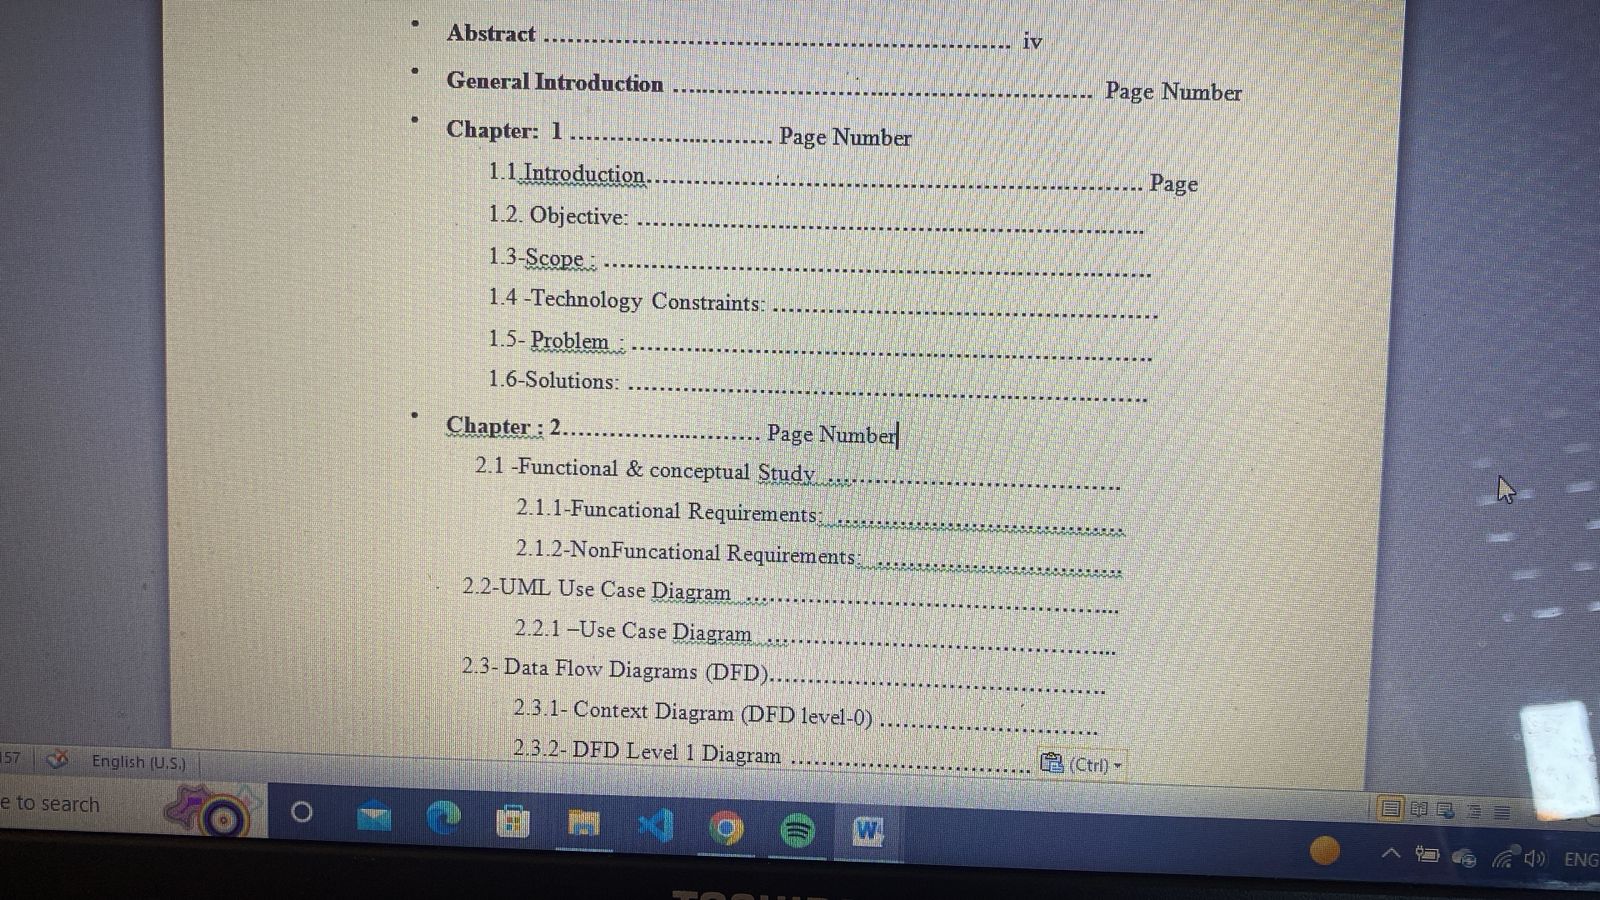 Abstract ............................................................ iv
General Introduction ...................................................... Page Number
Chapter: 1 .......................... Page Number
1.1.Introduction................................................................ Page
1.2. Objective: .................................................................
1.3-Scope : ......................................................................
1.4 -Technology Constraints: .................................................
1.5- Problem : ...................................................................
1.6-Solutions: ...................................................................
Chapter : 2.......................... Page Number
2.1 -Functional & conceptual Study ......................................
2.1.1-Funcational Requirements: .....................................
2.1.2-NonFuncational Requirements: ................................
2.2-UML Use Case Diagram ................................................
2.2.1 –Use Case Diagram .............................................
2.3- Data Flow Diagrams (DFD)...........................................
2.3.1- Context Diagram (DFD level-0) ............................
2.3.2- DFD Level 1 Diagram ...............................
(Ctrl)
157
English (U.S.)
e to search
W
ENG